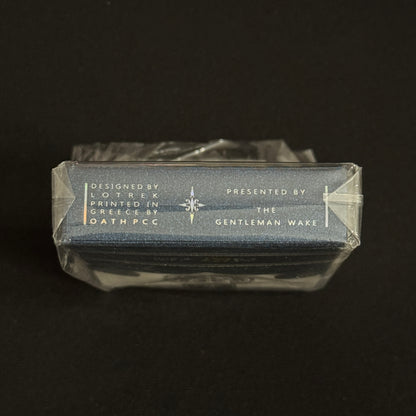 DESIGNED BY
LOTREK
PRINTED IN
GREECE BY
OATH PCC
PRESENTED BY
THE
GENTLEMAN WAKE